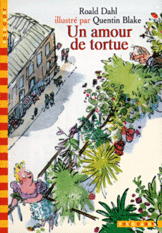 Roald Dahl
illustré par Quentin Blake
Un amour
de tortue